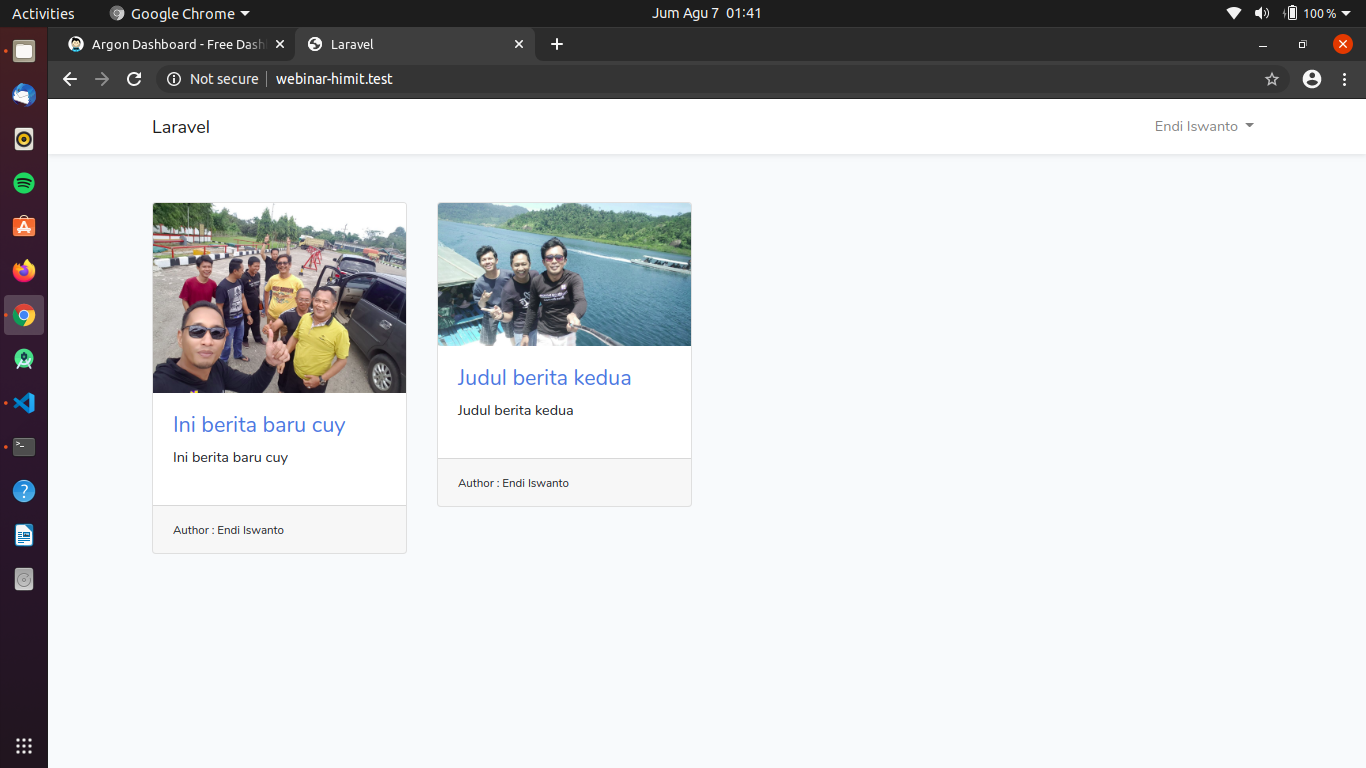 Activities
Google Chrome
Jum Agu 7 01:41
100 %
Argon Dashboard - Free Dash
Laravel
Not secure
webinar-himit.test
Laravel
Endi Iswanto
Ini berita baru cuy
Ini berita baru cuy
Author : Endi Iswanto
Judul berita kedua
Judul berita kedua
Author : Endi Iswanto